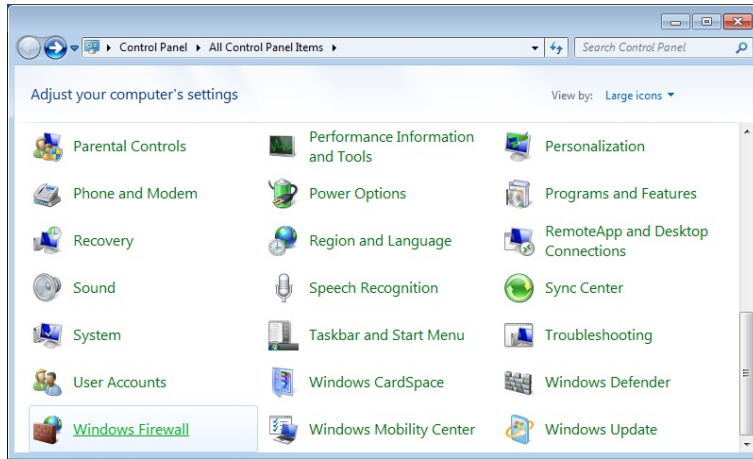 Control Panel All Control Panel Items
Search Control Panel
Adjust your computer's settings
View by: Large icons
Parental Controls
Performance Information
and Tools
Personalization
Phone and Modem
Power Options
Programs and Features
Recovery
Region and Language
RemoteApp and Desktop
Connections
Sound
Speech Recognition
Sync Center
System
Taskbar and Start Menu
Troubleshooting
User Accounts
Windows CardSpace
Windows Defender
Windows Firewall
Windows Mobility Center
Windows Update